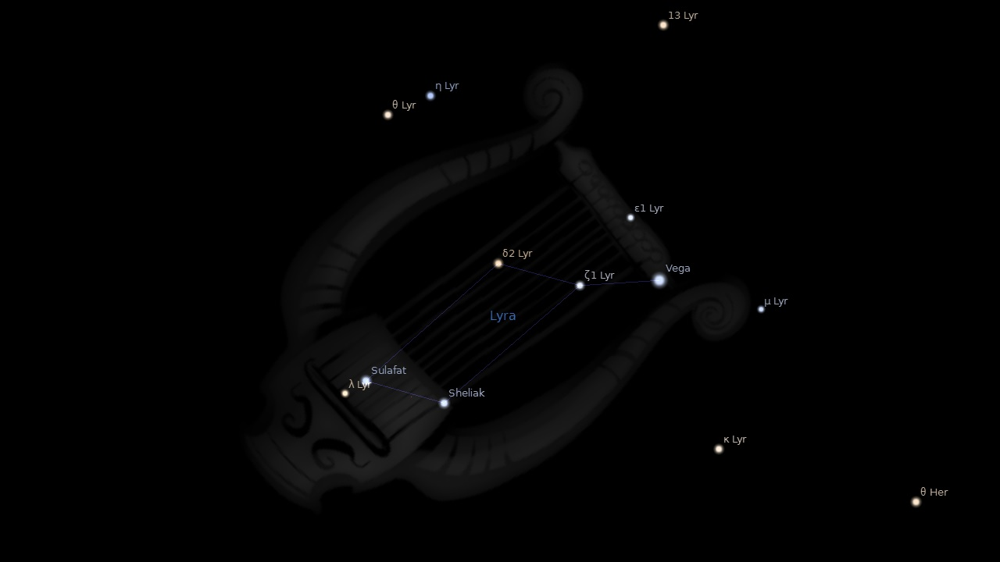 13 Lyr
η Lyr
θ Lyr
ε1 Lyr
δ2 Lyr
ζ1 Lyr
Vega
μ Lyr
Lyra
Sulafat
λ Lyr
Sheliak
κ Lyr
θ Her